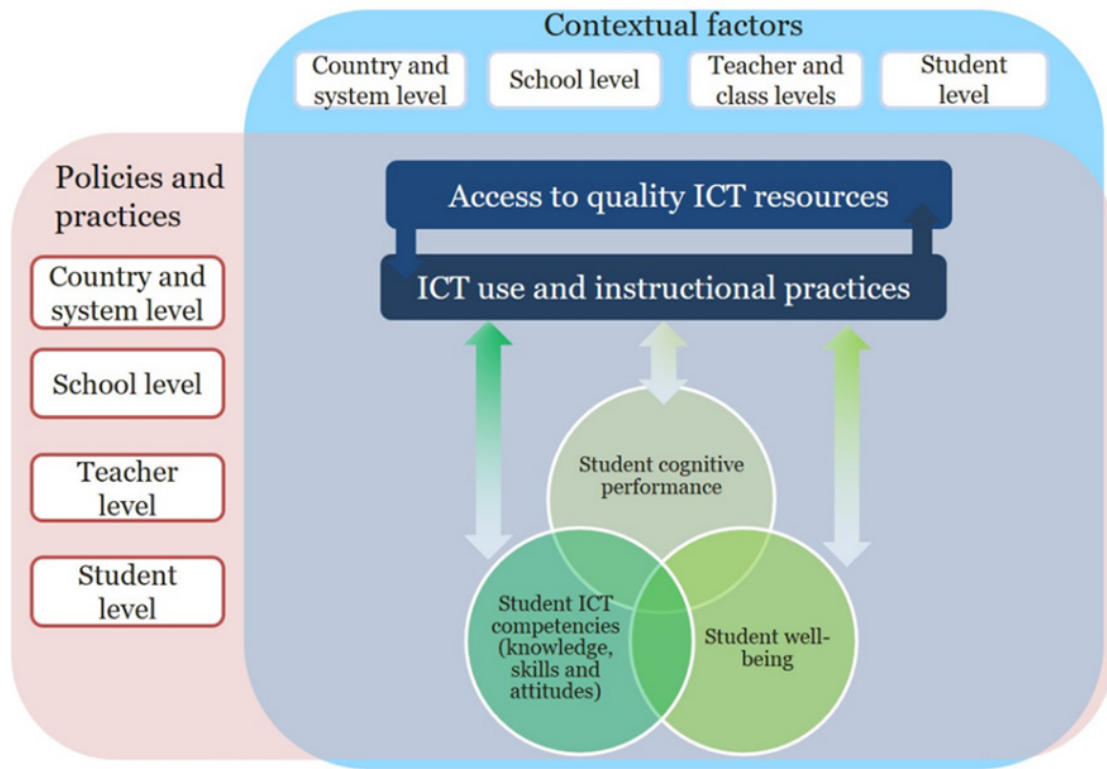 Contextual factors
Country and
system level
School level
Teacher and
class levels
Student
level
Policies and
practices
Country and
system level
School level
Teacher
level
Student
level
Access to quality ICT resources
ICT use and instructional practices
Student cognitive
performance
Student ICT
competencies
(knowledge,
skills and
attitudes)
Student well-
being